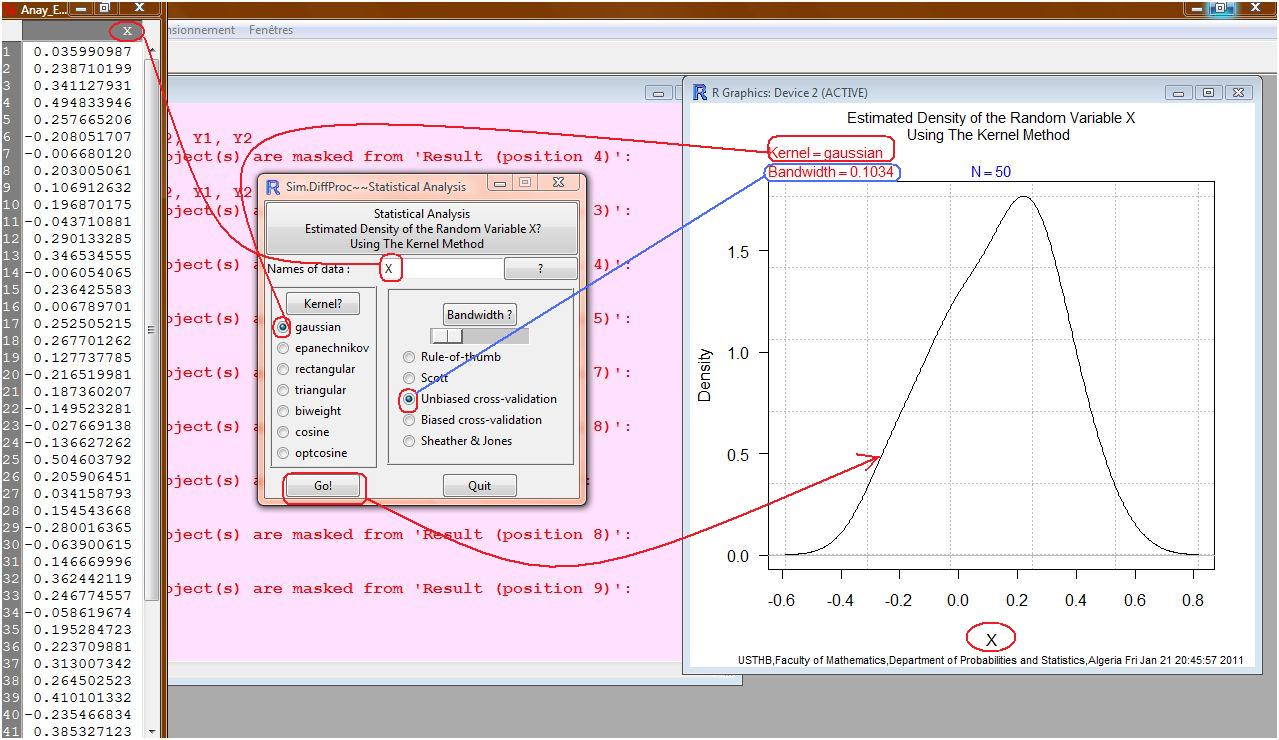 Anay_E...
X
1 0.035990987
2 0.238710199
3 0.341127931
4 0.494833946
5 0.257665206
6 -0.208051707
7 -0.006680120
8 0.205005061
9 0.106912632
10 0.196870175
11 -0.043710881
12 0.290133285
13 0.346534555
14 -0.006054065
15 0.236425583
16 0.006789701
17 0.252505215
18 0.267701262
19 0.127737785
20 -0.216519981
21 0.187360207
22 -0.149523281
23 -0.027669138
24 -0.136627262
25 0.504603792
26 0.205906451
27 0.034158793
28 0.154543668
29 -0.280016365
30 -0.063900615
31 0.146669996
32 0.362442119
33 0.246774557
34 -0.058619674
35 0.195284723
36 0.223709881
37 0.313007342
38 0.264502523
39 0.410101332
40 -0.235466834
41 0.385327123
nsionnement Fenêtres
2, Y1, Y2
bject(s) are masked from 'Result (position 4)':
2, Y1, Y2
bject(s) a 3)':
bject(s) a 4)':
bject(s) a 5)':
bject(s) a 7)':
bject(s) a 8)':
bject(s) a :
bject(s) are masked from 'Result (position 8)':
bject(s) are masked from 'Result (position 9)':
Sim.DiffProc~~Statistical Analysis
Statistical Analysis
Estimated Density of the Random Variable X?
Using The Kernel Method
Names of data : X ?
Kernel?
gaussian
epanechnikov
rectangular
triangular
biweight
cosine
optcosine
Bandwidth ?
Rule-of-thumb
Scott
Unbiased cross-validation
Biased cross-validation
Sheather & Jones
Go! Quit
R Graphics: Device 2 (ACTIVE)
Estimated Density of the Random Variable X
Using The Kernel Method
Kernel = gaussian
Bandwidth = 0.1034 N = 50
Density
1.5
1.0
0.5
0.0
-0.6 -0.2 0.0 0.2 0.4 0.6 0.8
X
USTHB,Faculty of Mathematics,Department of Probabilities and Statistics,Algeria Fri Jan 21 20:45:57 2011